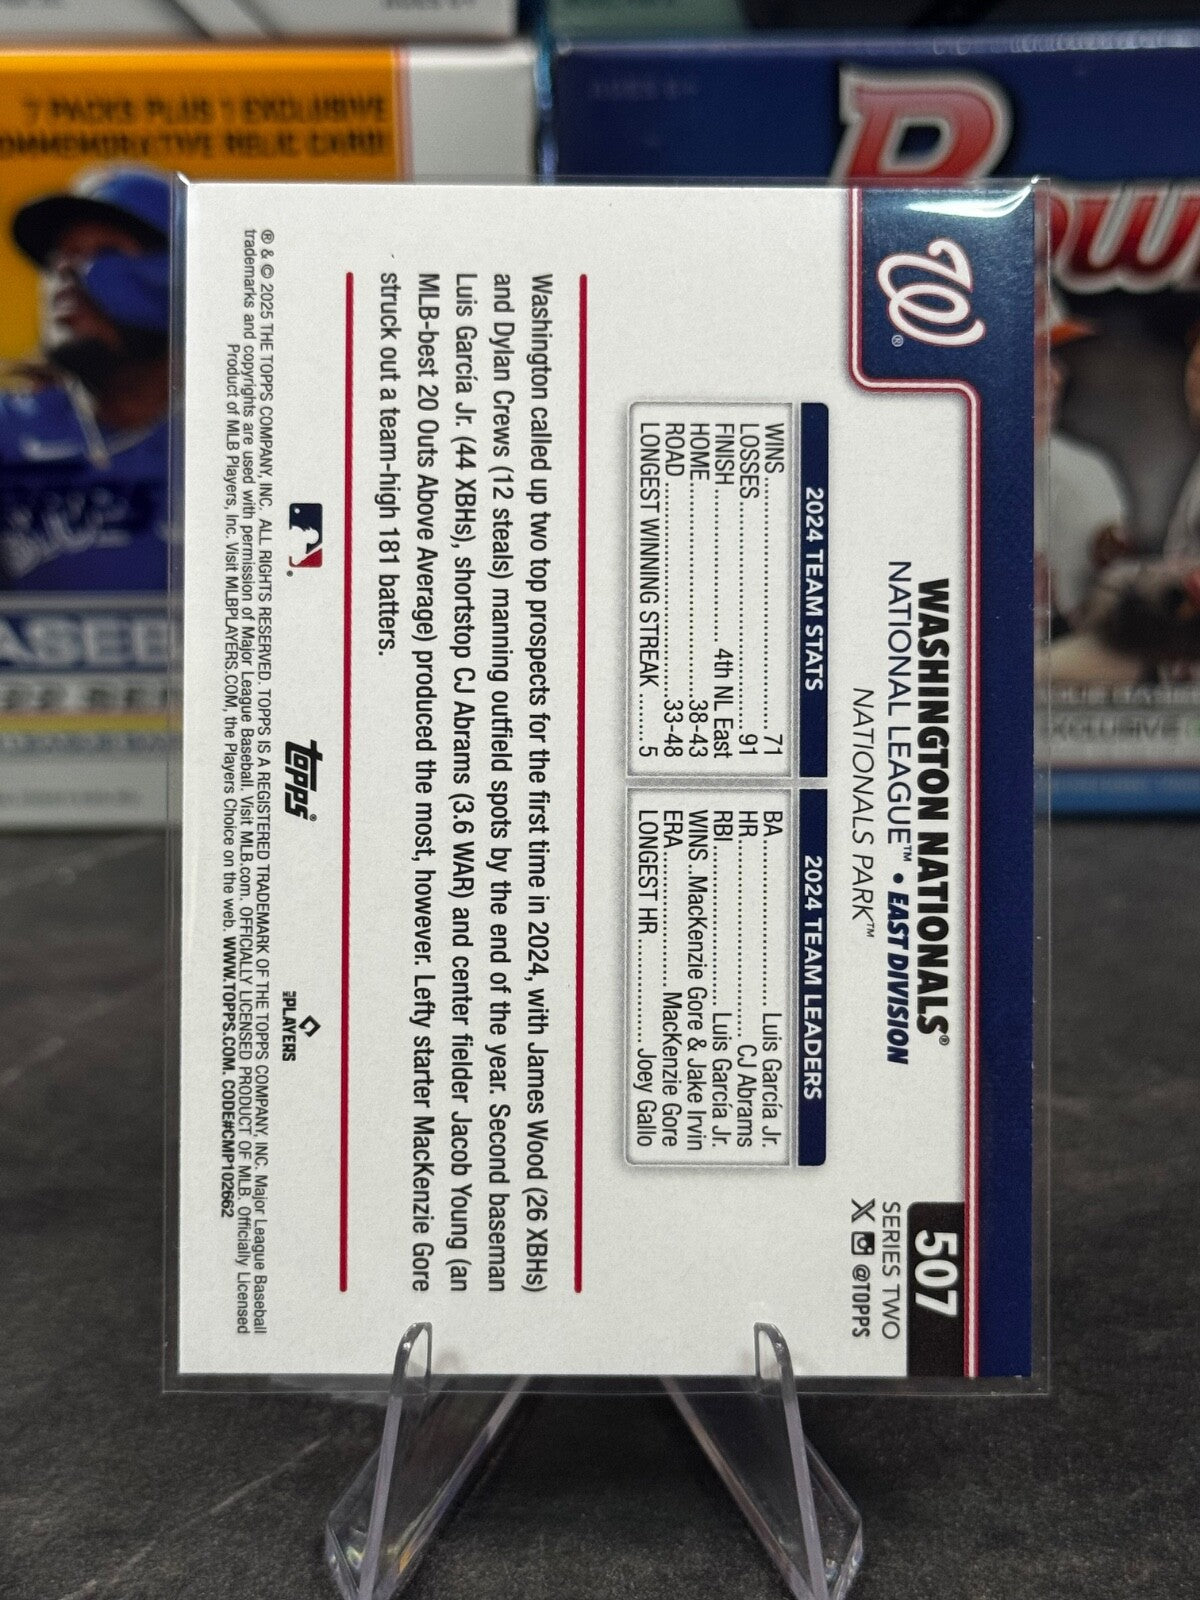 7 PACKS PLUS 1 EXCLUSIVE
COMMEMORATIVE RELIC CARD!
W®
507
SERIES TWO
X @TOPPS
WASHINGTON NATIONALS®
NATIONAL LEAGUE™ • EAST DIVISION
NATIONALS PARK™
2024 TEAM STATS
WINS 71
LOSSES 91
FINISH 4th NL East
HOME 38-43
ROAD 33-48
LONGEST WINNING STREAK 5
2024 TEAM LEADERS
BA Luis García Jr.
HR CJ Abrams
RBI Luis García Jr.
WINS MacKenzie Gore & Jake Irvin
ERA MacKenzie Gore
LONGEST HR Joey Gallo
Washington called up two top prospects for the first time in 2024, with James Wood (26 XBHs)
and Dylan Crews (12 steals) manning outfield spots by the end of the year. Second baseman
Luis García Jr. (44 XBHs), shortstop CJ Abrams (3.6 WAR) and center fielder Jacob Young (an
MLB-best 20 Outs Above Average) produced the most, however. Lefty starter MacKenzie Gore
struck out a team-high 181 batters.
topps®
PLAYERS
® & © 2025 THE TOPPS COMPANY, INC. ALL RIGHTS RESERVED. TOPPS IS A REGISTERED TRADEMARK OF THE TOPPS COMPANY, INC. Major League Baseball
trademarks and copyrights are used with permission of Major League Baseball. Visit MLB.com. OFFICIALLY LICENSED PRODUCT OF MLB. Officially Licensed
Product of MLB Players, Inc. Visit MLBPLAYERS.COM, the Players Choice on the web. WWW.TOPPS.COM. CODE#CMP102662